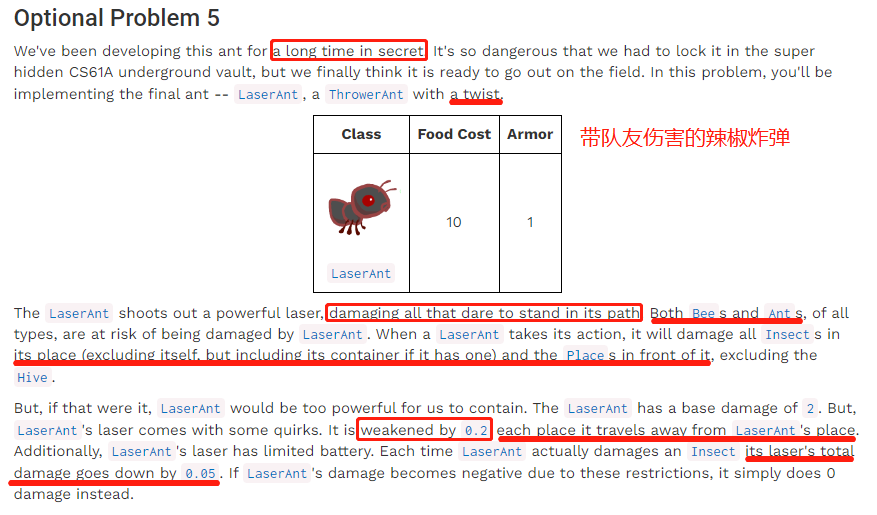 Optional Problem 5
We've been developing this ant for a long time in secret. It's so dangerous that we had to lock it in the super
hidden CS61A underground vault, but we finally think it is ready to go out on the field. In this problem, you'll be
implementing the final ant -- LaserAnt, a ThrowerAnt with a twist.
Class Food Cost Armor
带队友伤害的辣椒炸弹
10 1
LaserAnt
The LaserAnt shoots out a powerful laser, damaging all that dare to stand in its path. Both Bees and Ants, of all
types, are at risk of being damaged by LaserAnt. When a LaserAnt takes its action, it will damage all Insects in
its place (excluding itself, but including its container if it has one) and the Places in front of it, excluding the
Hive.
But, if that were it, LaserAnt would be too powerful for us to contain. The LaserAnt has a base damage of 2. But,
LaserAnt's laser comes with some quirks. It is weakened by 0.2 each place it travels away from LaserAnt's place.
Additionally, LaserAnt's laser has limited battery. Each time LaserAnt actually damages an Insect its laser's total
damage goes down by 0.05. If LaserAnt's damage becomes negative due to these restrictions, it simply does 0
damage instead.